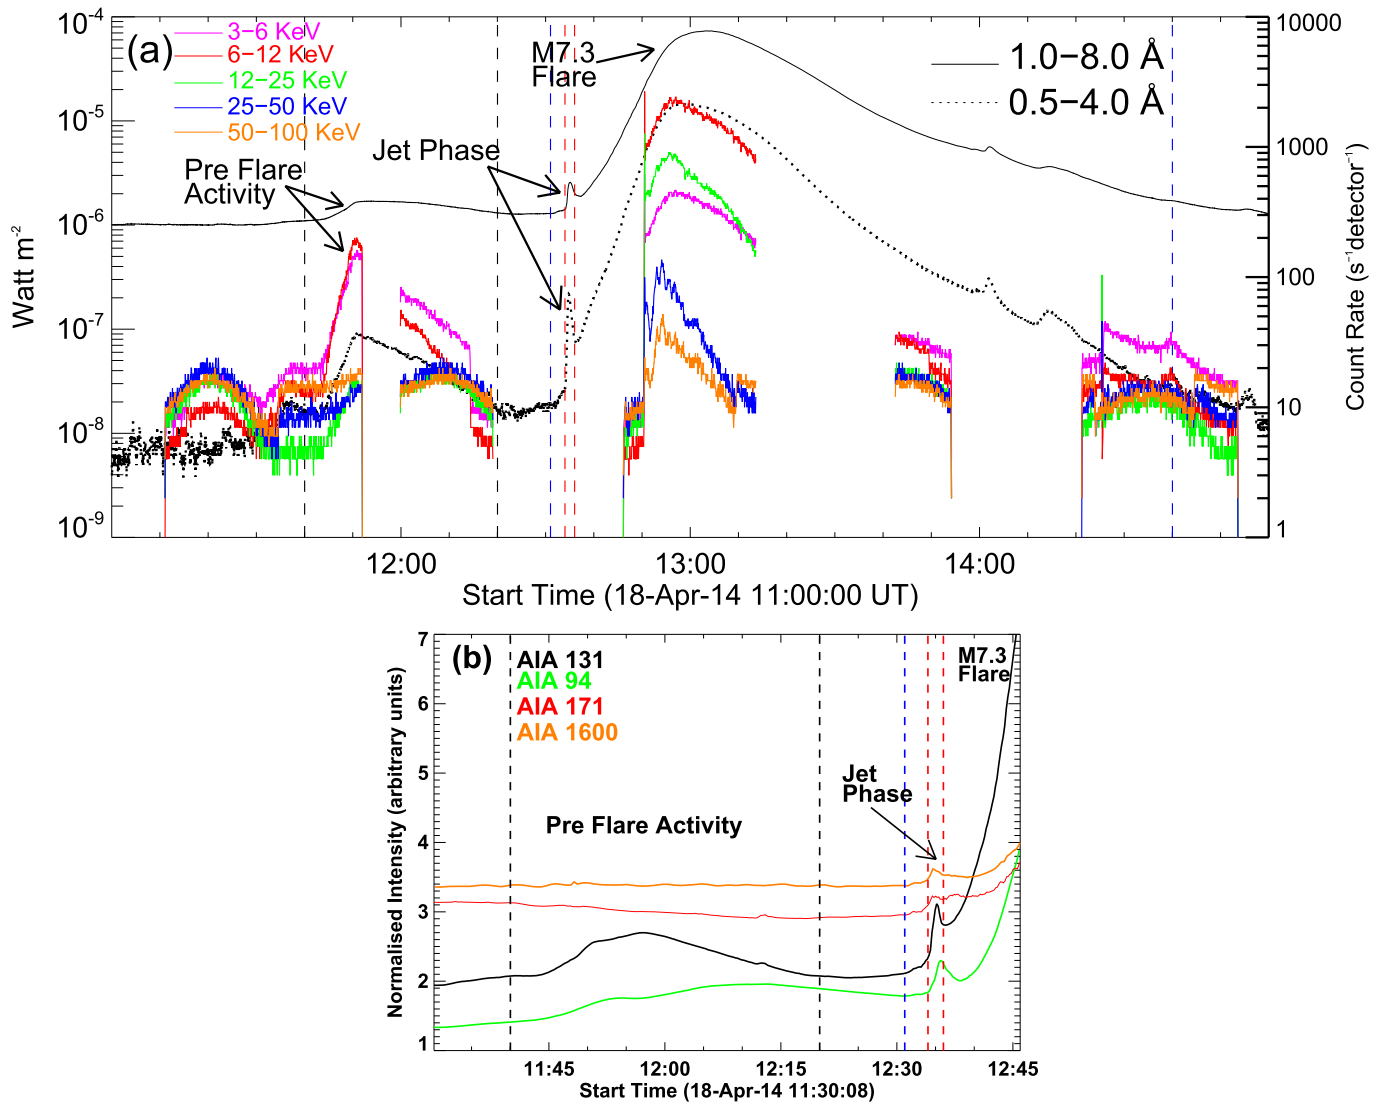 (a)
3−6 KeV
6−12 KeV
12−25 KeV
25−50 KeV
50−100 KeV
Pre Flare
Activity
Jet Phase
M7.3
Flare
1.0−8.0 Å
0.5−4.0 Å
10⁻⁴
10⁻⁵
10⁻⁶
10⁻⁷
10⁻⁸
10⁻⁹
Watt m⁻²
10000
1000
100
10
1
Count Rate (s⁻¹detector⁻¹)
12:00
13:00
14:00
Start Time (18-Apr-14 11:00:00 UT)
(b)
AIA 131
AIA 94
AIA 171
AIA 1600
M7.3
Flare
Jet
Phase
Pre Flare Activity
7
6
5
4
3
2
1
Normalised Intensity (arbitrary units)
11:45
12:00
12:15
12:30
12:45
Start Time (18-Apr-14 11:30:08)